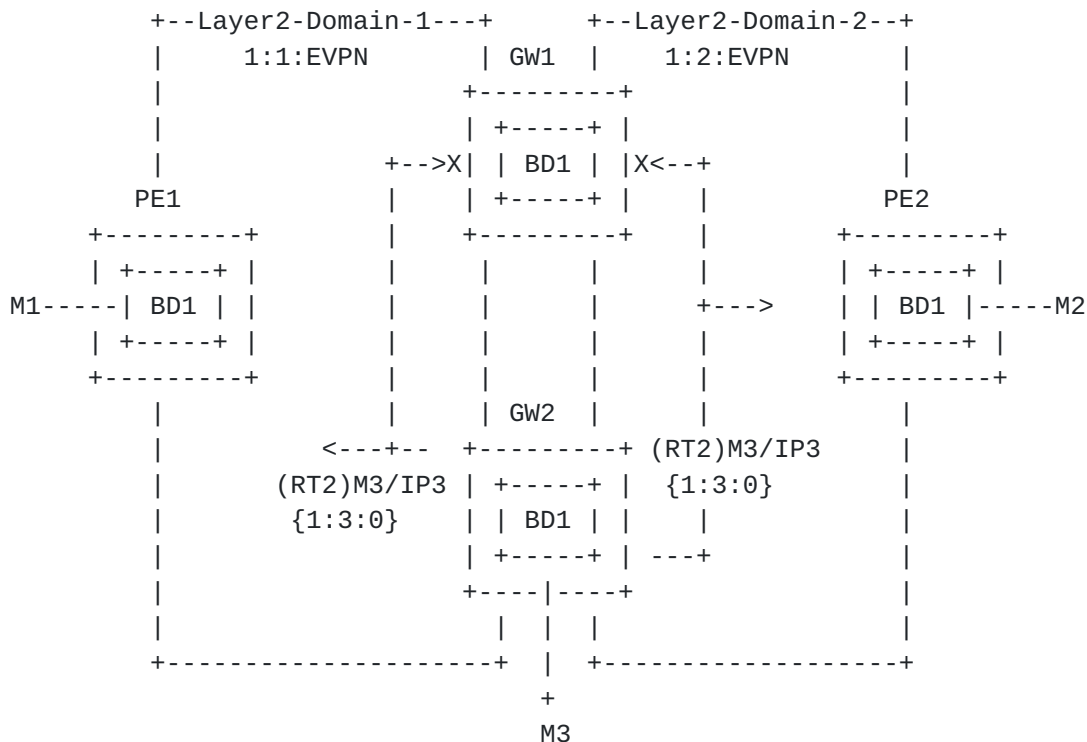 +--Layer2-Domain-1---+      +--Layer2-Domain-2--+
|     1:1:EVPN       | GW1  |    1:2:EVPN       |
|                   +---------+                 |
|                   | +-----+ |                 |
|              +-->X| | BD1 | |X<--+            |
PE1              |    | +-----+ |    |           PE2
+---------+        |    +---------+    |        +---------+
| +-----+ |        |     |      |      |        | +-----+ |
M1-----| BD1 | |        |     |      |      +--->    | | BD1 |-----M2
| +-----+ |        |     |      |      |        | +-----+ |
+---------+        |     |      |      |        +---------+
|              |     | GW2  |      |            |
|          <---+--  +---------+ (RT2)M3/IP3     |
|       (RT2)M3/IP3 | +-----+ |  {1:3:0}        |
|        {1:3:0}    | | BD1 | |    |            |
|                   | +-----+ | ---+            |
|                   +----|----+                 |
|                     |  |  |                   |
+---------------------+  |  +-------------------+
+
M3